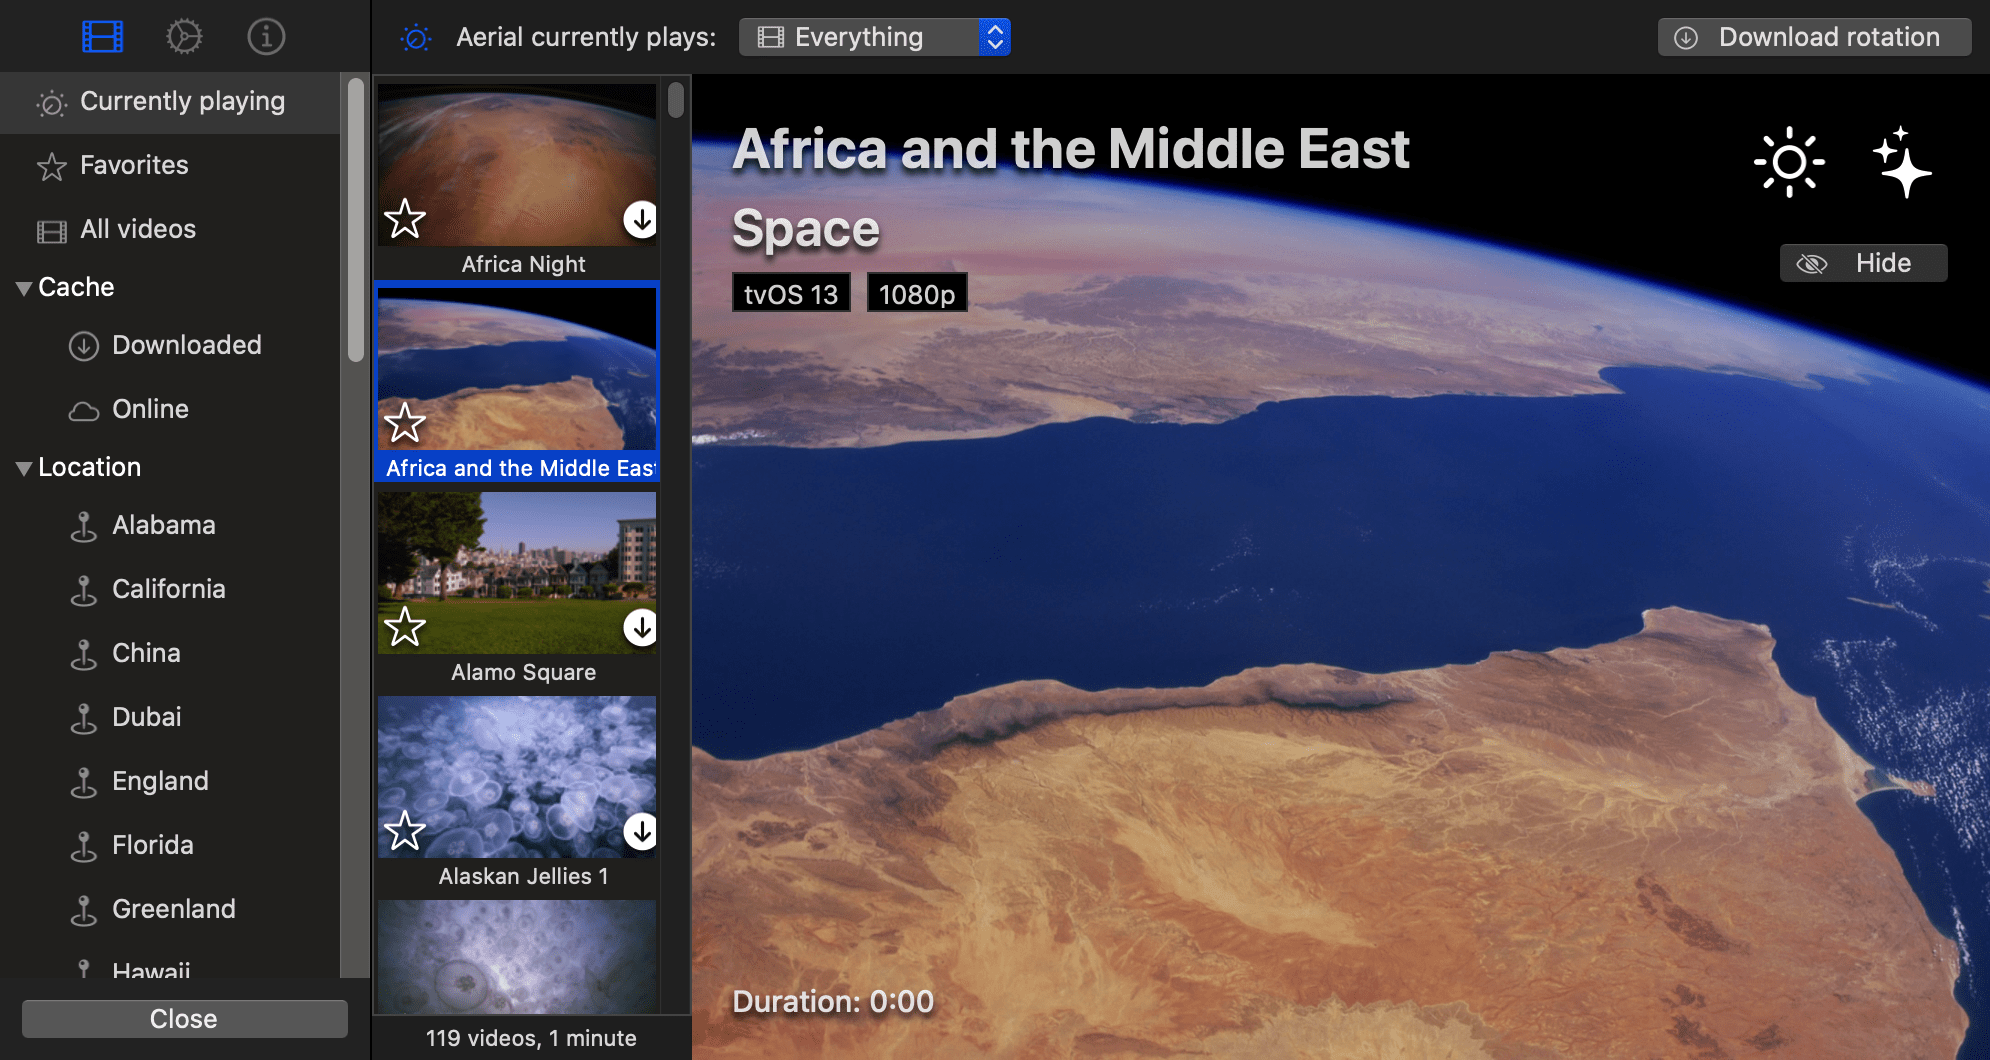 Aerial currently plays:
Everything
Download rotation
Currently playing
Favorites
All videos
Cache
Downloaded
Online
Location
Alabama
California
China
Dubai
England
Florida
Greenland
Hawaii
Close
Africa Night
Africa and the Middle East
Alamo Square
Alaskan Jellies 1
119 videos, 1 minute
Africa and the Middle East
Space
tvOS 13
1080p
Hide
Duration: 0:00